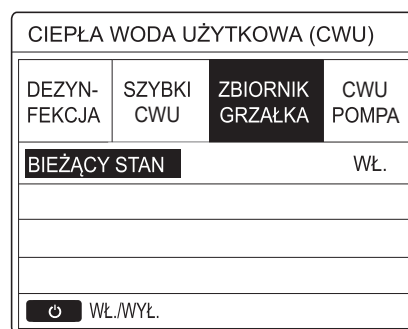 CIEPŁA WODA UŻYTKOWA (CWU)
DEZYN-
FEKCJA
SZYBKI
CWU
ZBIORNIK
GRZAŁKA
CWU
POMPA
BIEŻĄCY STAN WŁ.
WŁ./WYŁ.